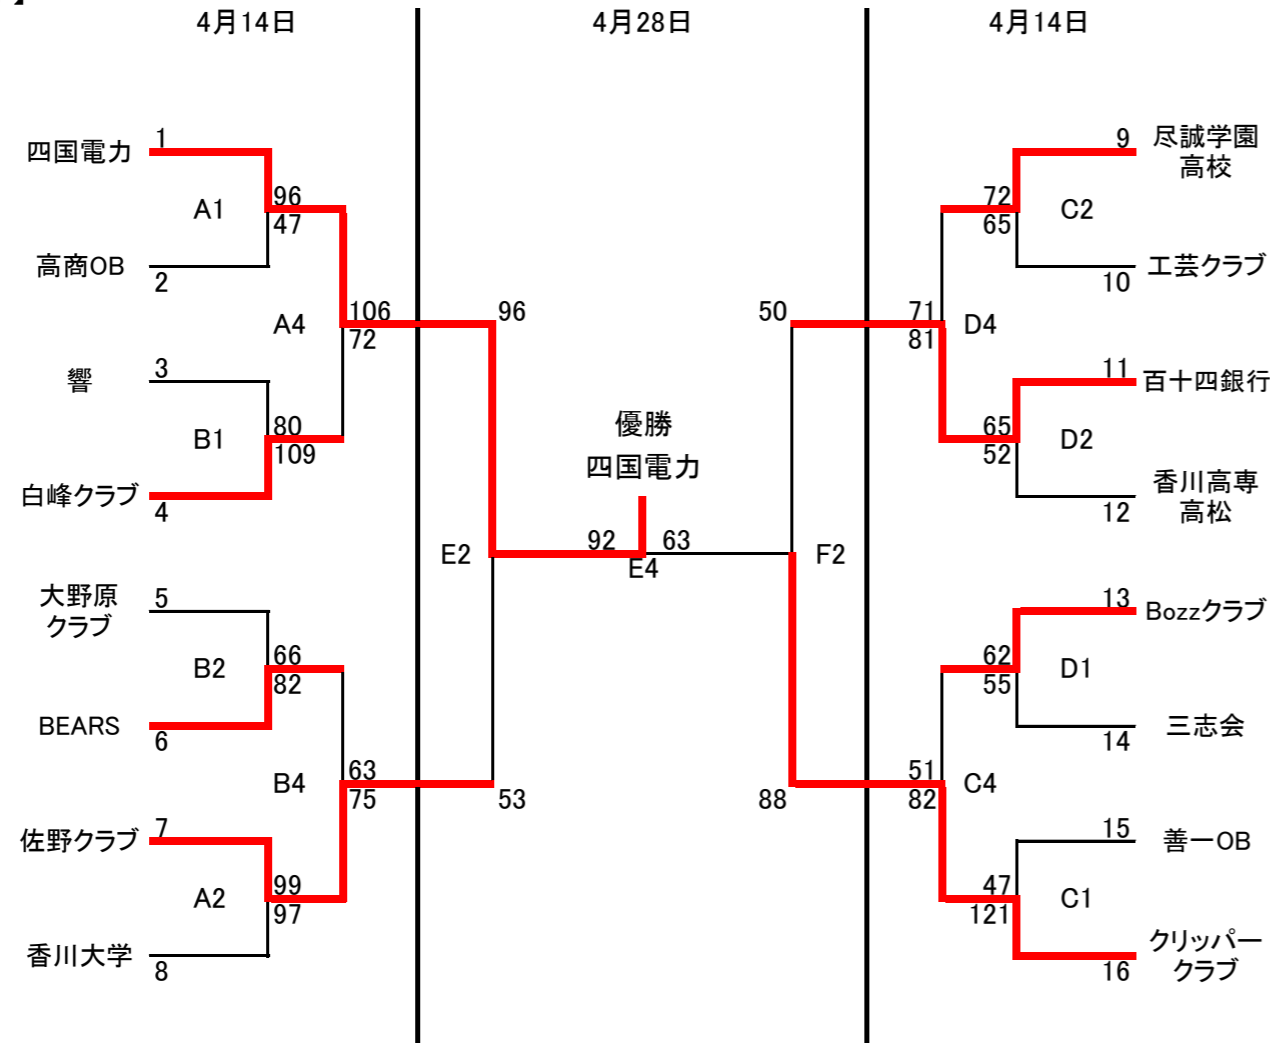 】
4月14日
4月28日
4月14日
四国電力
1
A1
96
47
高商OB
2
A4
106
72
響
3
B1
80
109
白峰クラブ
4
大野原
クラブ
5
B2
66
82
BEARS
6
B4
63
75
佐野クラブ
7
A2
99
97
香川大学
8
96
E2
53
優勝
四国電力
92
63
E4
50
F2
88
9
尽誠学園
高校
72
65
C2
10
工芸クラブ
71
81
D4
11
百十四銀行
65
52
D2
12
香川高専
高松
13
Bozzクラブ
62
55
D1
14
三志会
51
82
C4
15
善一OB
47
121
C1
16
クリッパー
クラブ